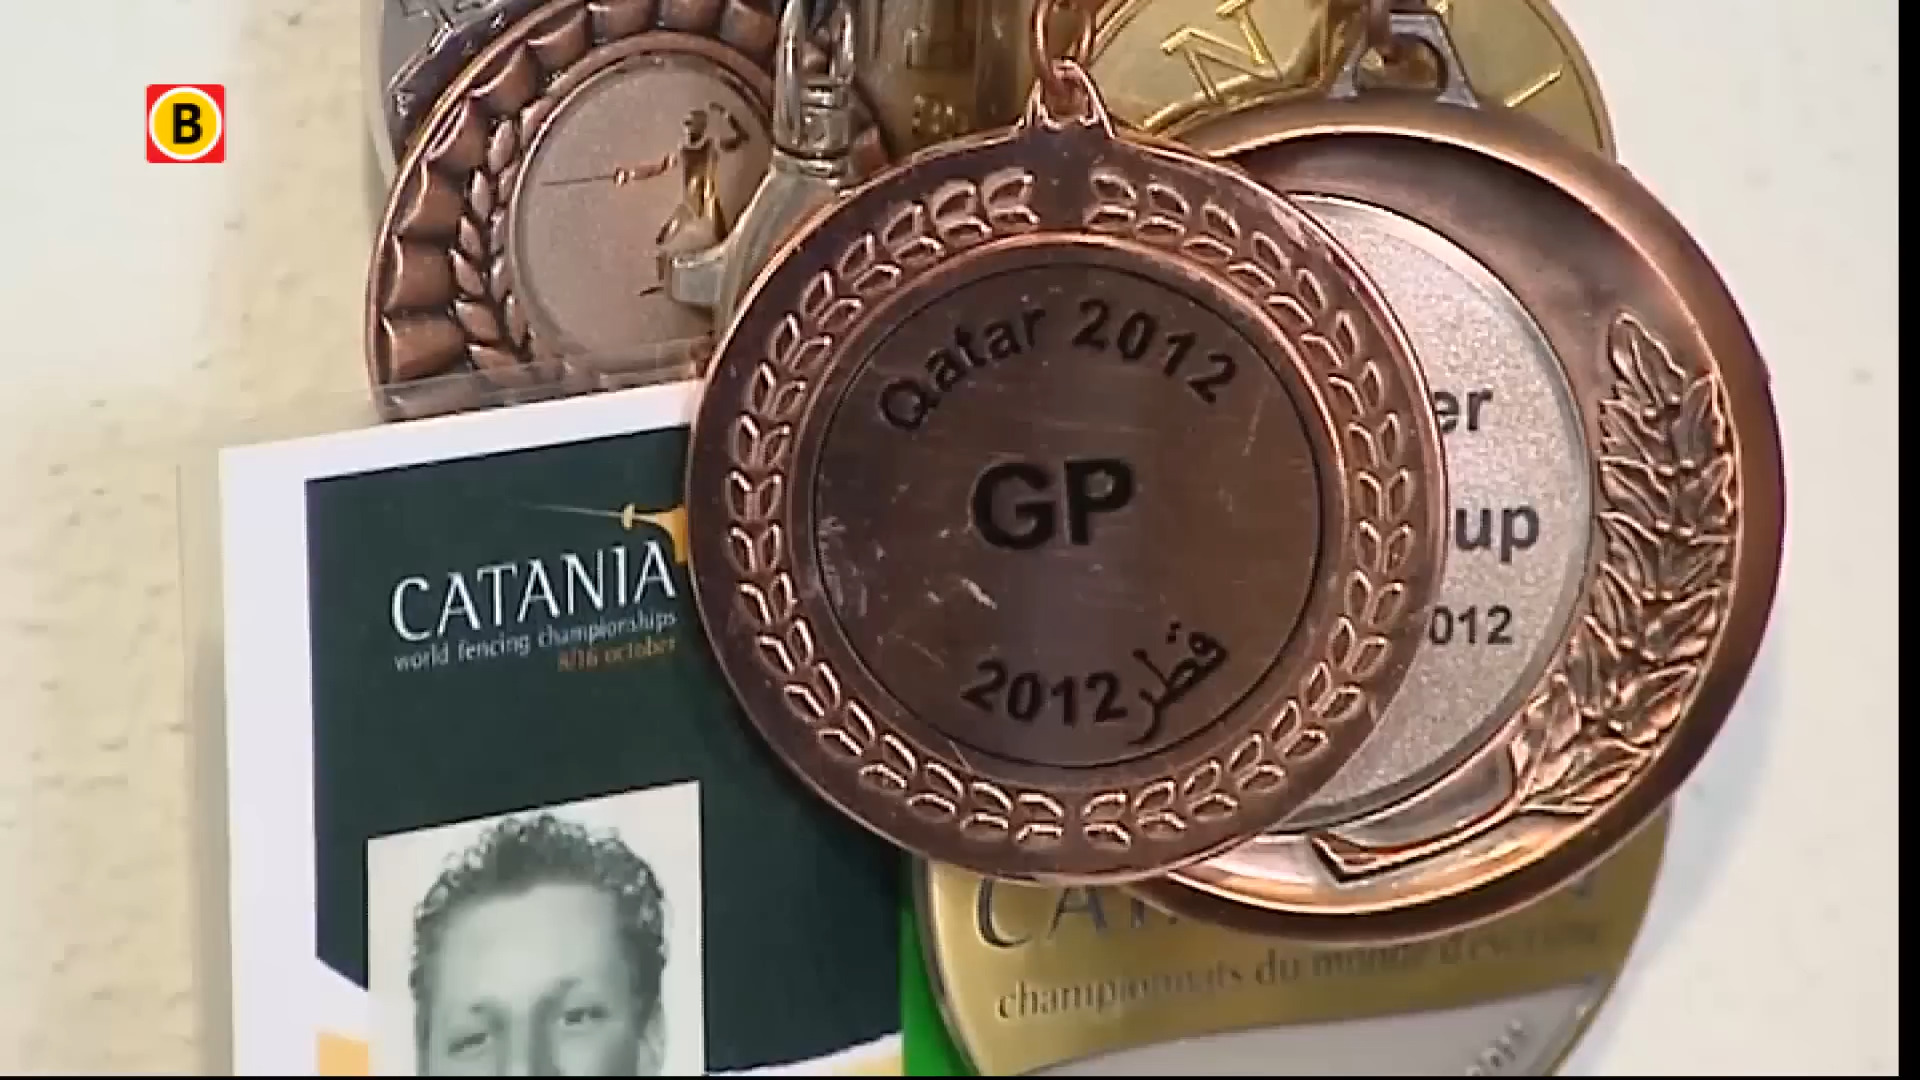 B
N
Qatar 2012
GP
2012 قطر
er
up
012
CATANIA
world fencing championships
8/16 october
CA
championnats du monde d'escrime